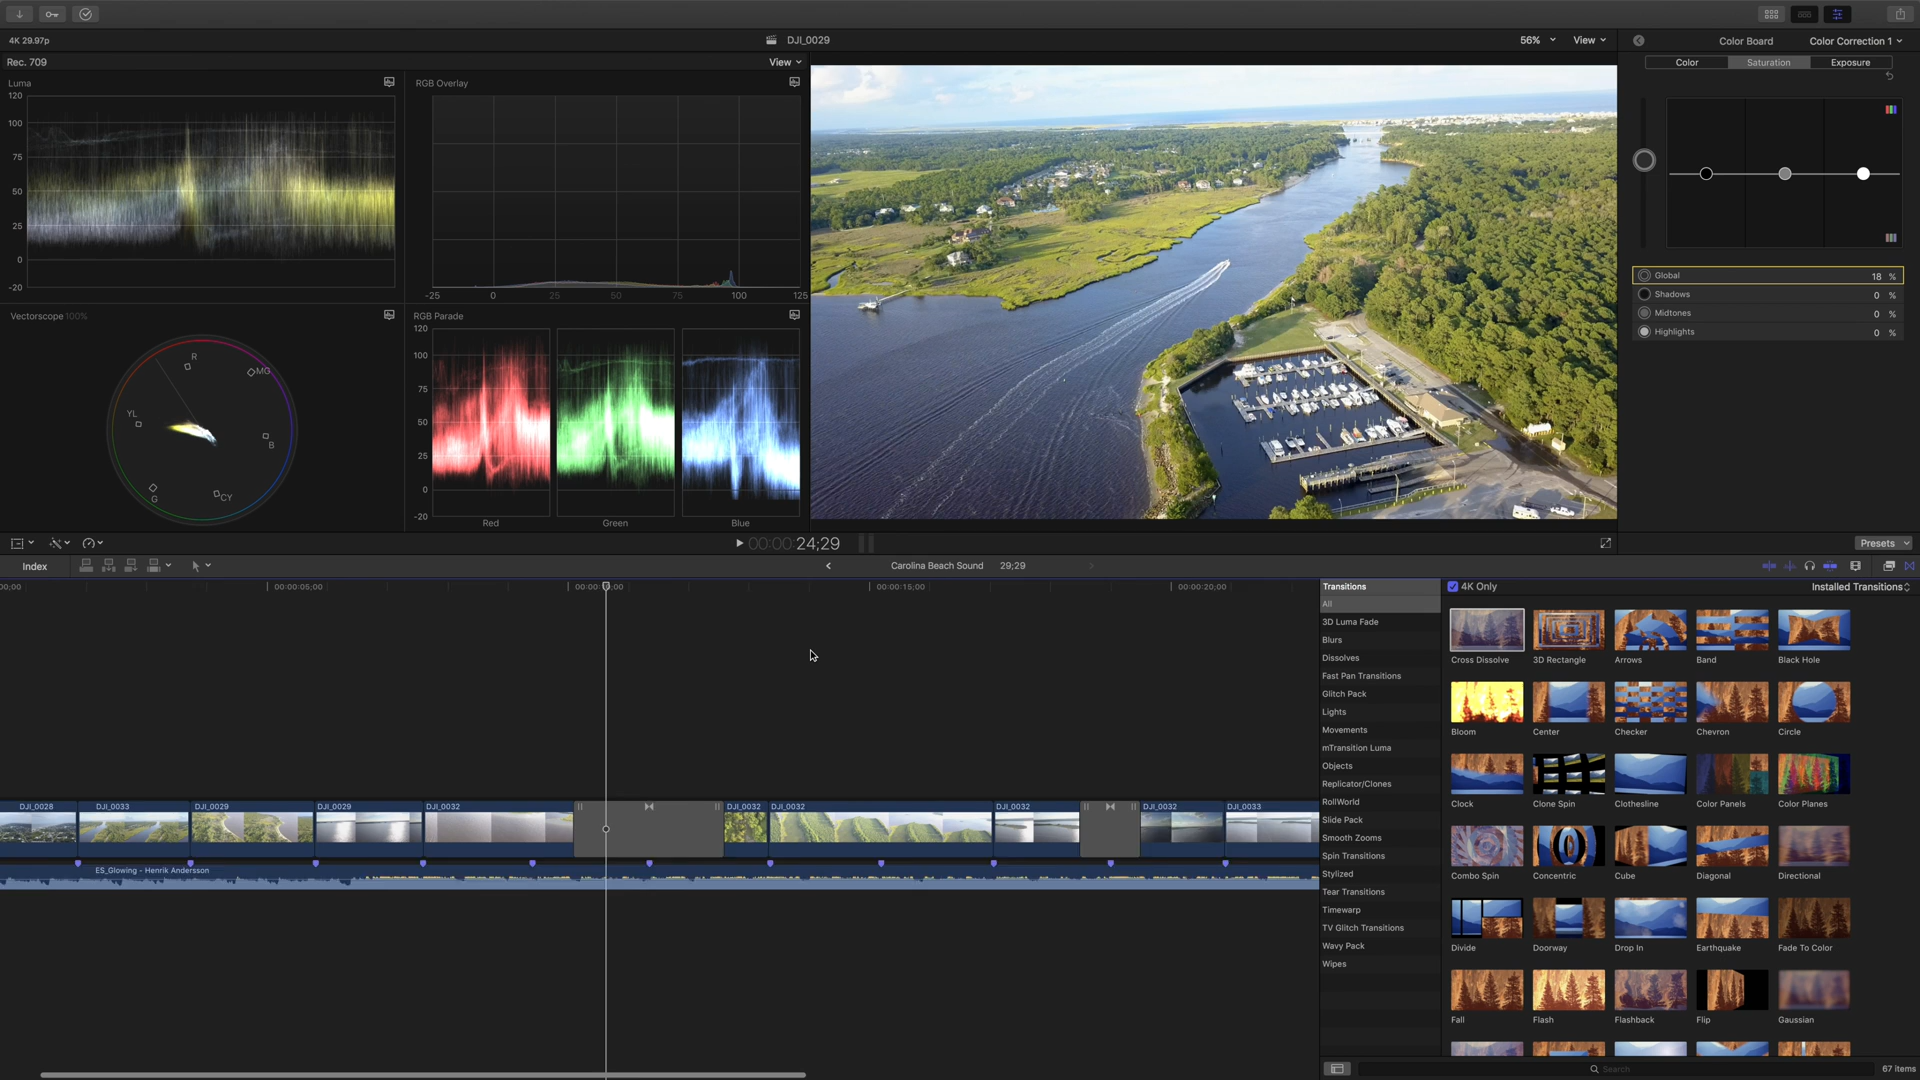 4K 29.97p
DJI_0029
56%
View
Color Board
Color Correction 1
Rec. 709
View
Color
Saturation
Exposure
Luma
RGB Overlay
120
100
75
50
25
0
-20
-25
0
25
50
75
100
125
Global
18 %
Shadows
0 %
Midtones
0 %
Highlights
0 %
Vectorscope 100%
R
MG
YL
B
G
CY
RGB Parade
120
100
75
50
25
0
-20
Red
Green
Blue
00:00:24;29
Presets
Index
Carolina Beach Sound
29;29
00:00:05;00
00:00:15;00
00:00:20;00
DJI_0028
DJI_0033
DJI_0029
DJI_0029
DJI_0032
DJI_0032
DJI_0032
DJI_0032
DJI_0032
DJI_0033
ES_Glowing - Henrik Andersson
Transitions
All
3D Luma Fade
Blurs
Dissolves
Fast Pan Transitions
Glitch Pack
Lights
Movements
mTransition Luma
Objects
Replicator/Clones
RollWorld
Slide Pack
Smooth Zooms
Spin Transitions
Stylized
Tear Transitions
Timewarp
TV Glitch Transitions
Wavy Pack
Wipes
4K Only
Installed Transitions
Cross Dissolve
3D Rectangle
Arrows
Band
Black Hole
Bloom
Center
Checker
Chevron
Circle
Clock
Clone Spin
Clothesline
Color Panels
Color Planes
Combo Spin
Concentric
Cube
Diagonal
Directional
Divide
Doorway
Drop In
Earthquake
Fade To Color
Fall
Flash
Flashback
Flip
Gaussian
Search
67 items